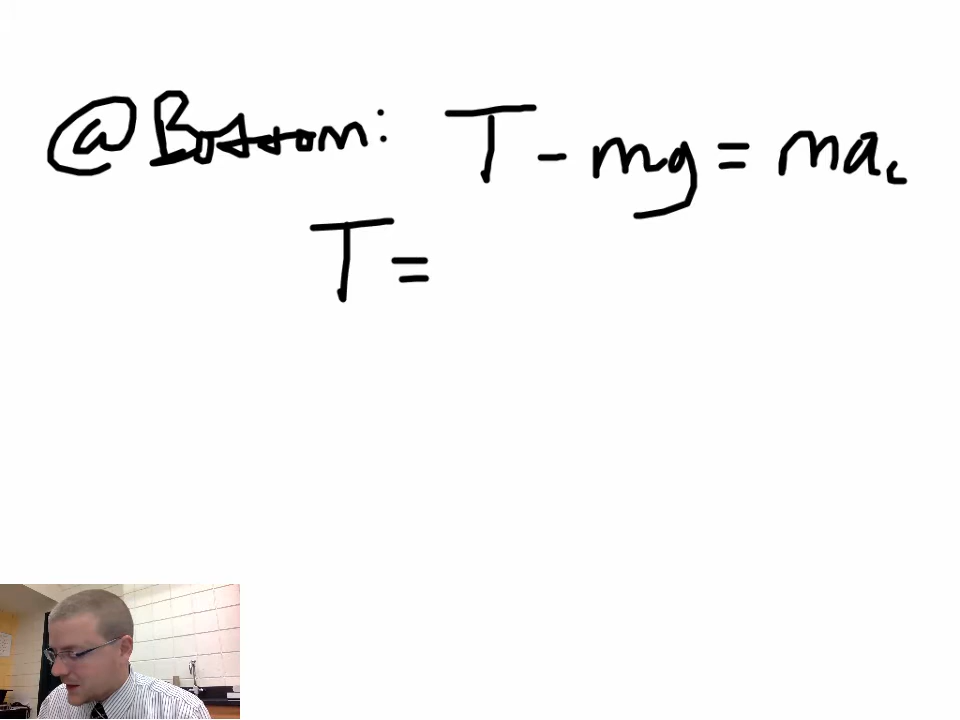 @Bottom: T - mg = mac
T =